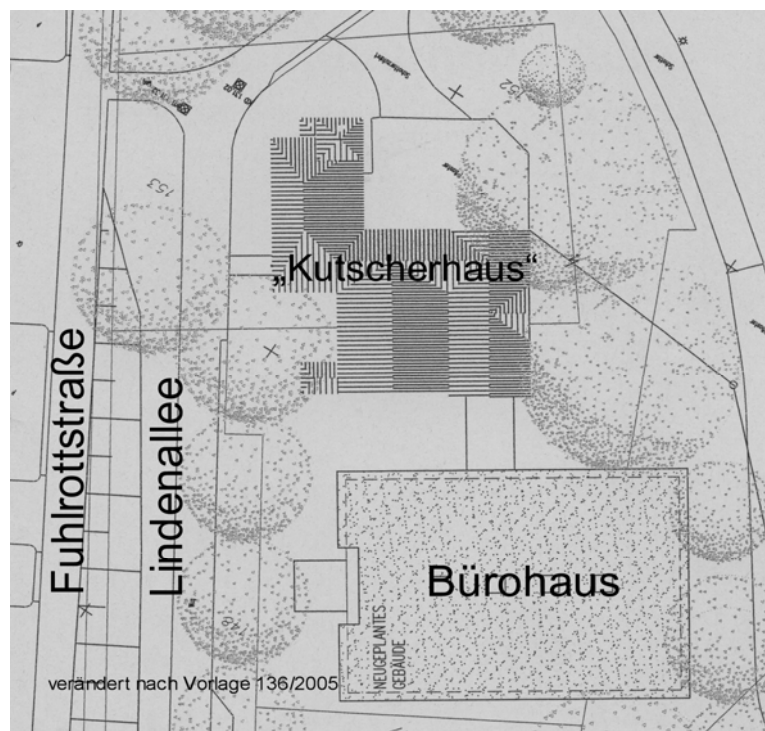 153
152
„Kutscherhaus“
Fuhlrottstraße
Lindenallee
Bürohaus
NEUGEPLANTES
GEBÄUDE
verändert nach Vorlage 136/2005